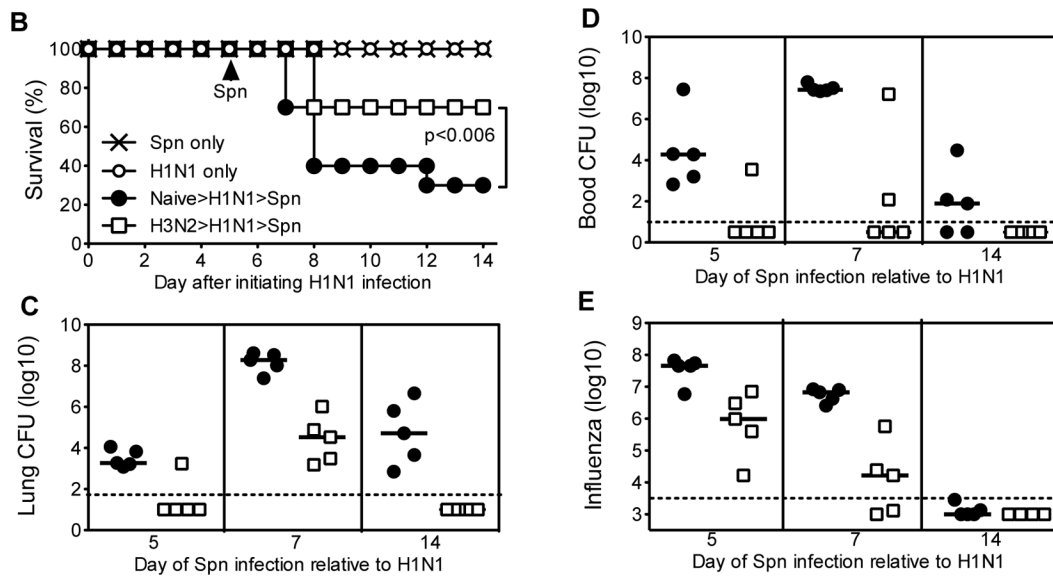 B
100
80
60
40
20
0
Survival (%)
Spn
Spn only
H1N1 only
Naive>H1N1>Spn
H3N2>H1N1>Spn
p<0.006
0 2 4 6 8 10 12 14
Day after initiating H1N1 infection
D
10
8
6
4
2
0
Bood CFU (log10)
5 7 14
Day of Spn infection relative to H1N1
C
10
8
6
4
2
0
Lung CFU (log10)
5 7 14
Day of Spn infection relative to H1N1
E
9
8
7
6
5
4
3
Influenza (log10)
5 7 14
Day of Spn infection relative to H1N1